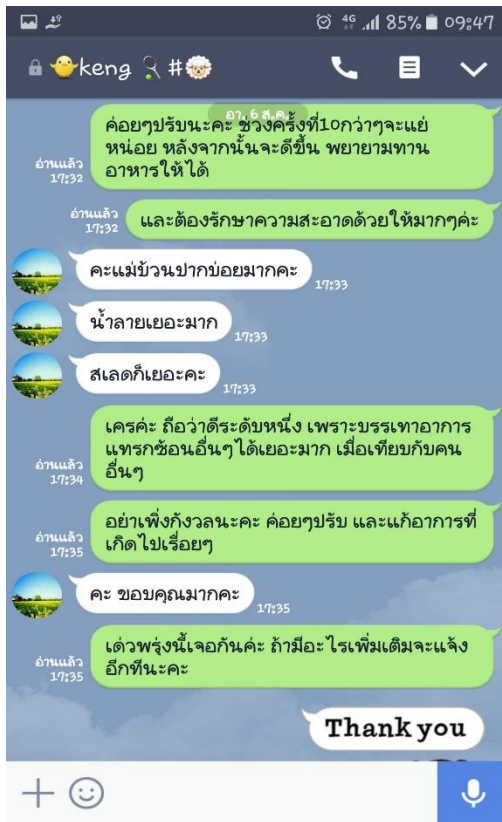 4G 85% 09:47
keng #
อา. 6 ส.ค.
ค่อยๆปรับนะคะ ช่วงครั้งที่10กว่าๆจะแย่
หน่อย หลังจากนั้นจะดีขึ้น พยายามทาน
อาหารให้ได้
อ่านแล้ว
17:32
และต้องรักษาความสะอาดด้วยให้มากๆค่ะ
อ่านแล้ว
17:32
คะแม่บ้วนปากบ่อยมากคะ
17:33
น้ำลายเยอะมาก
17:33
สเลดก็เยอะคะ
17:33
เครค่ะ ถือว่าดีระดับหนึ่ง เพราะบรรเทาอาการ
แทรกซ้อนอื่นๆได้เยอะมาก เมื่อเทียบกับคน
อื่นๆ
อ่านแล้ว
17:34
อย่าเพิ่งกังวลนะคะ ค่อยๆปรับ และแก้อาการที่
เกิดไปเรื่อยๆ
อ่านแล้ว
17:35
คะ ขอบคุณมากคะ
17:35
เด่วพรุ่งนี้เจอกันค่ะ ถ้ามีอะไรเพิ่มเติมจะแจ้ง
อีกทีนะคะ
อ่านแล้ว
17:35
Thank you